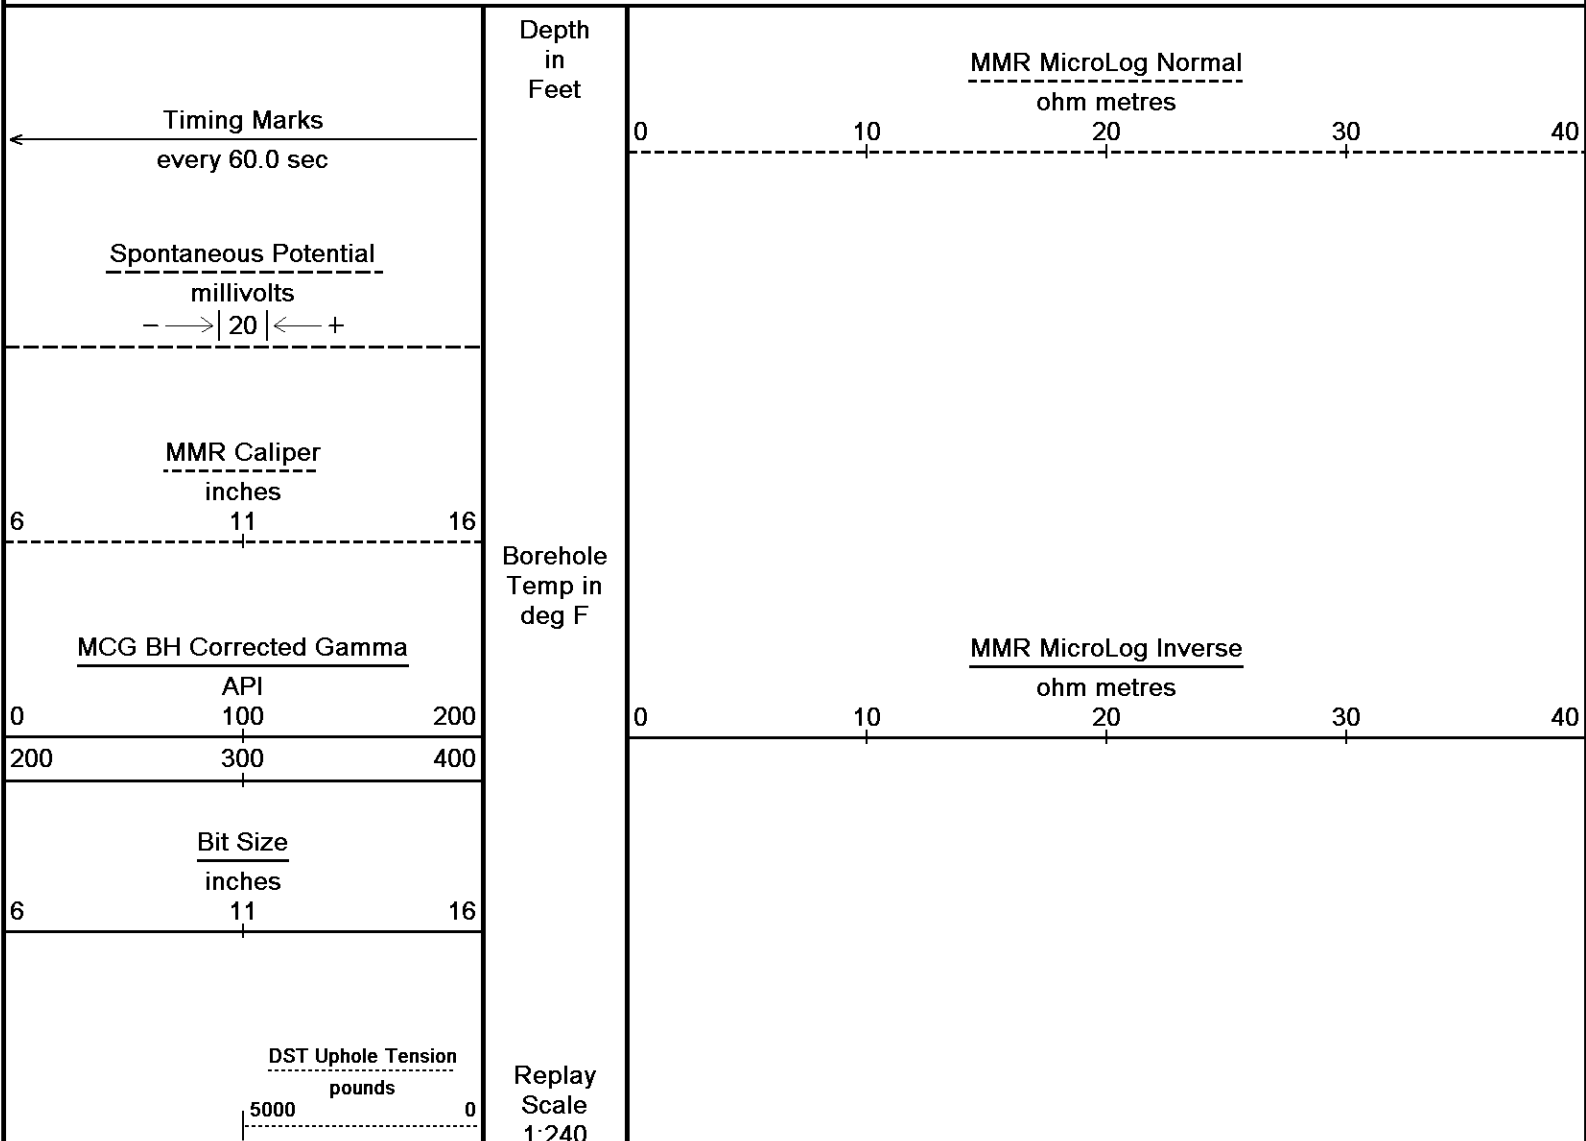 Timing Marks
every 60.0 sec
Spontaneous Potential
millivolts
− 20 +
MMR Caliper
inches
6 11 16
MCG BH Corrected Gamma
API
0 100 200
200 300 400
Bit Size
inches
6 11 16
DST Uphole Tension
pounds
5000 0
Depth
in
Feet
Borehole
Temp in
deg F
Replay
Scale
1:240
MMR MicroLog Normal
ohm metres
0 10 20 30 40
MMR MicroLog Inverse
ohm metres
0 10 20 30 40